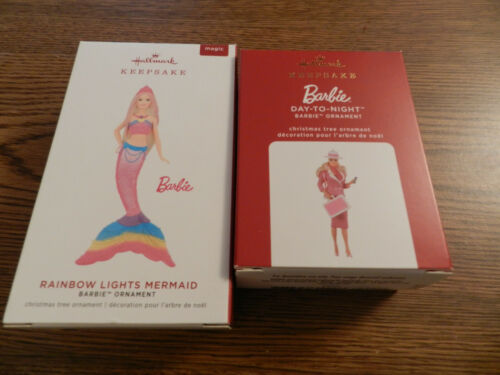 Hallmark
KEEPSAKE
magic
Barbie
RAINBOW LIGHTS MERMAID
BARBIE™ ORNAMENT
christmas tree ornament | décoration pour l'arbre de noël
Hallmark
KEEPSAKE
Barbie
DAY-TO-NIGHT™
BARBIE™ ORNAMENT
christmas tree ornament
décoration pour l'arbre de noël